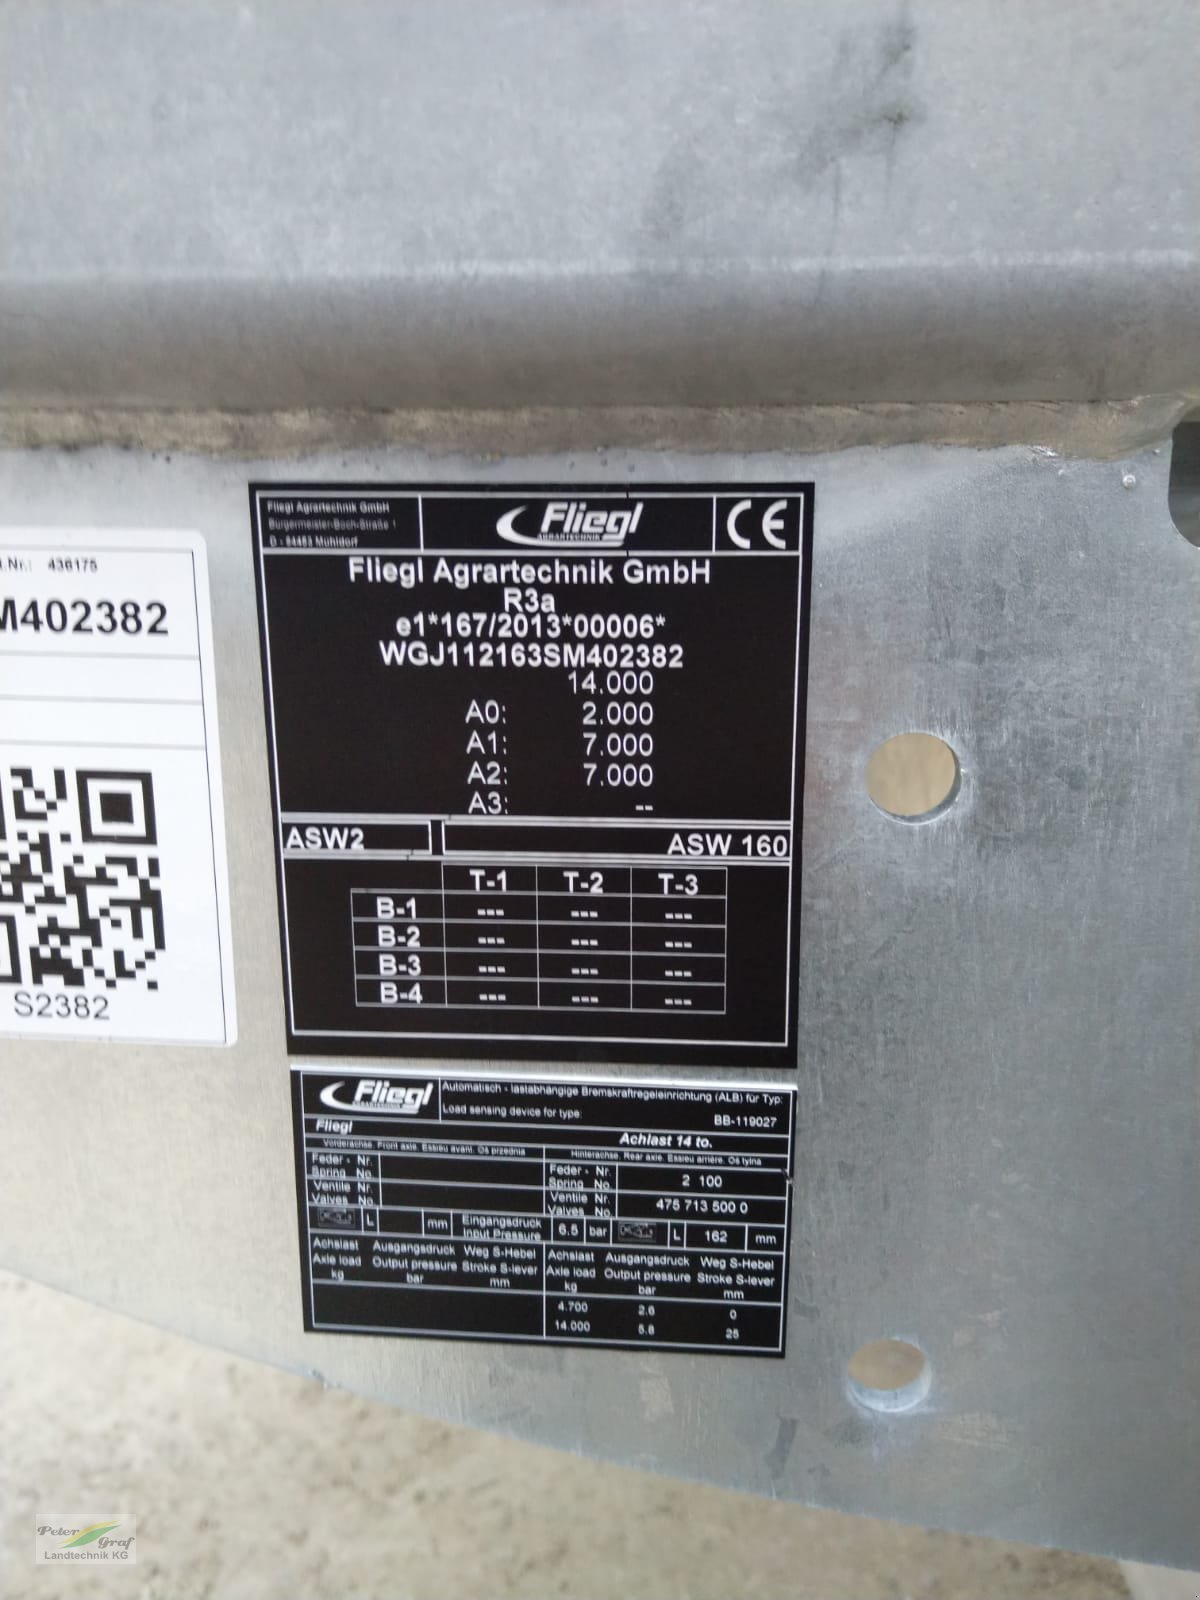 .Nr.: 436175
M402382
S2382
Fliegl Agrartechnik GmbH
Bürgermeister-Boch-Straße 1
D - 84453 Mühldorf
Fliegl
AGRARTECHNIK
CE
Fliegl Agrartechnik GmbH
R3a
e1*167/2013*00006*
WGJ112163SM402382
14.000
A0: 2.000
A1: 7.000
A2: 7.000
A3: --
ASW2 ASW 160
T-1 T-2 T-3
B-1 --- --- ---
B-2 --- --- ---
B-3 --- --- ---
B-4 --- --- ---
Fliegl
AGRARTECHNIK
Automatisch - lastabhängige Bremskraftregeleinrichtung (ALB) für Typ:
Load sensing device for type: BB-119027
Fliegl Achlast 14 to.
Vorderachse. Front axle. Essieu avant. Os przednia Hinterachse. Rear axle. Essieu arrière. Os tylna
Feder - Nr. Feder - Nr.
Spring No. Spring No. 2 100
Ventile Nr. Ventile Nr.
Valves No. Valves No. 475 713 500 0
L mm Eingangsdruck 6.5 bar L 162 mm
Input Pressure
Achslast Ausgangsdruck Weg S-Hebel Achslast Ausgangsdruck Weg S-Hebel
Axle load Output pressure Stroke S-lever Axle load Output pressure Stroke S-lever
kg bar mm kg bar mm
4.700 2.6 0
14.000 5.8 25
Peter Graf
Landtechnik KG